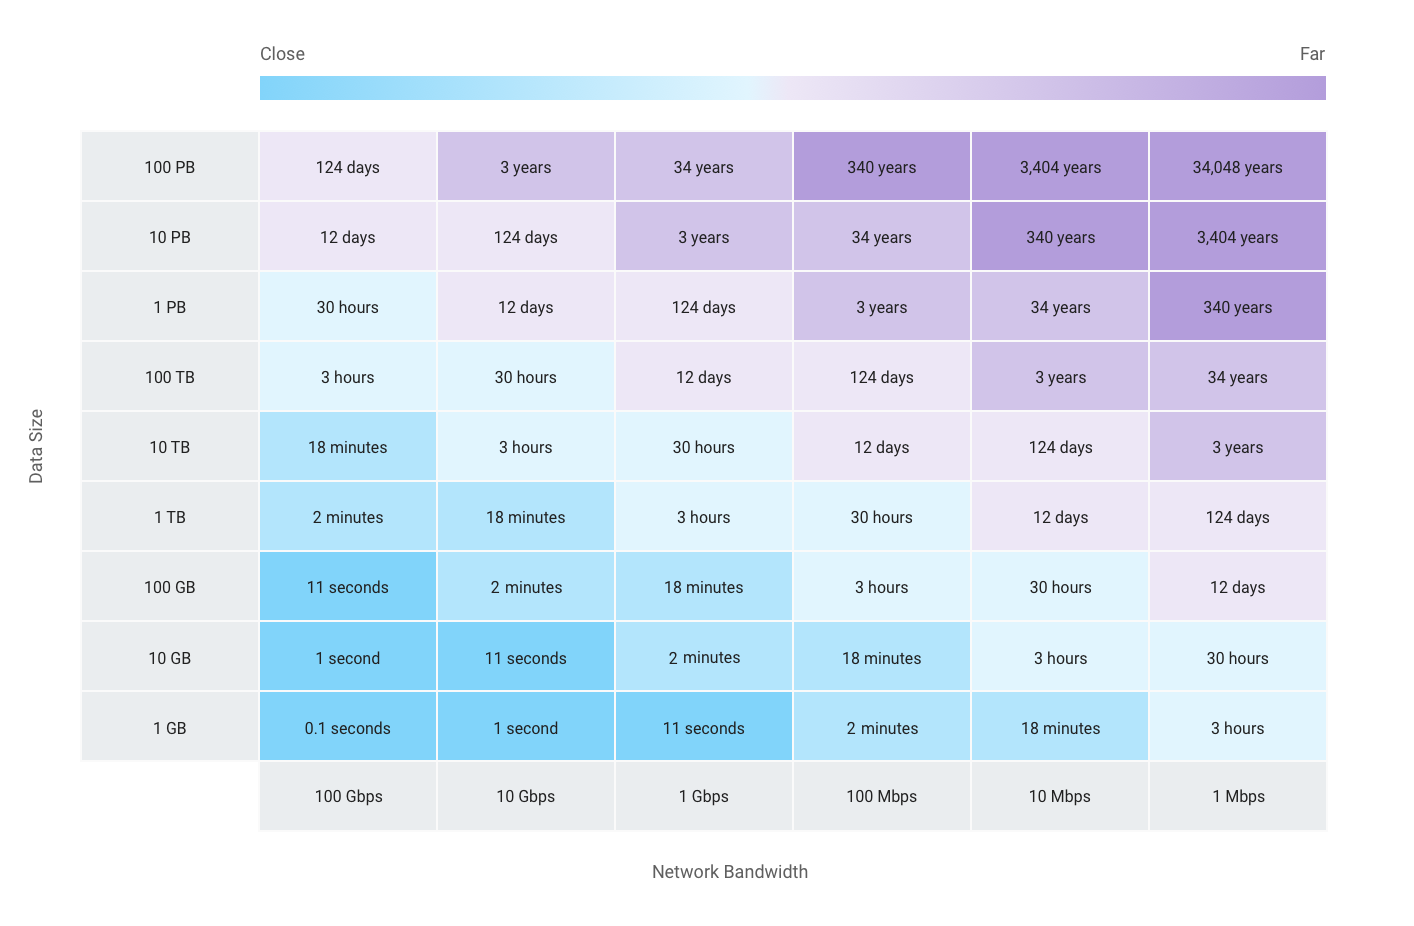 Close Far
100 PB 124 days 3 years 34 years 340 years 3,404 years 34,048 years
10 PB 12 days 124 days 3 years 34 years 340 years 3,404 years
1 PB 30 hours 12 days 124 days 3 years 34 years 340 years
100 TB 3 hours 30 hours 12 days 124 days 3 years 34 years
10 TB 18 minutes 3 hours 30 hours 12 days 124 days 3 years
1 TB 2 minutes 18 minutes 3 hours 30 hours 12 days 124 days
100 GB 11 seconds 2 minutes 18 minutes 3 hours 30 hours 12 days
10 GB 1 second 11 seconds 2 minutes 18 minutes 3 hours 30 hours
1 GB 0.1 seconds 1 second 11 seconds 2 minutes 18 minutes 3 hours
100 Gbps 10 Gbps 1 Gbps 100 Mbps 10 Mbps 1 Mbps
Data Size
Network Bandwidth